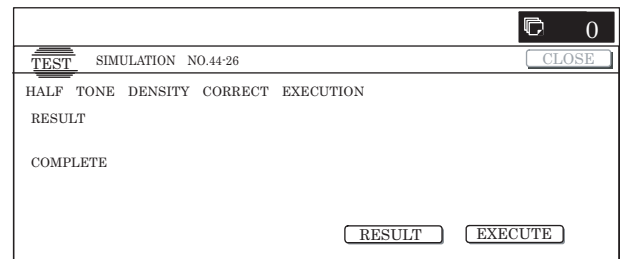 0
TEST SIMULATION NO.44-26 CLOSE
HALF TONE DENSITY CORRECT EXECUTION
RESULT
COMPLETE
RESULT EXECUTE